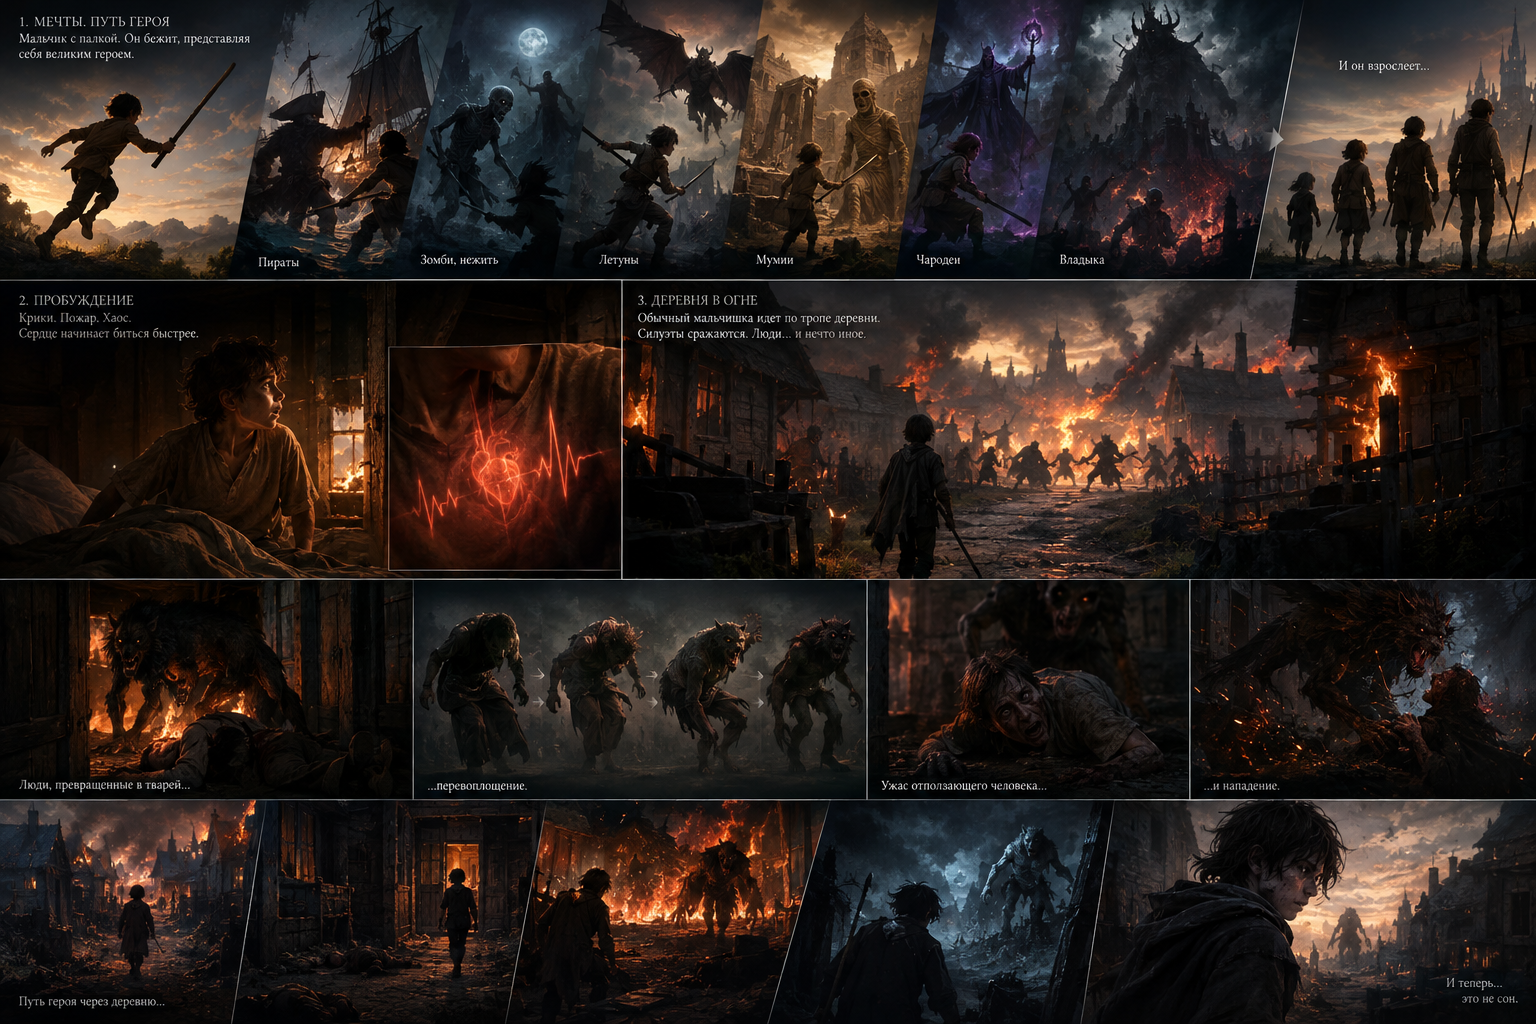 1. МЕЧТЫ. ПУТЬ ГЕРОЯ
Мальчик с палкой. Он бежит, представляя
себя великим героем.
Пираты
Зомби, нежить
Летуны
Мумии
Чародеи
Владыка
И он взрослеет...
2. ПРОБУЖДЕНИЕ
Крики. Пожар. Хаос.
Сердце начинает биться быстрее.
3. ДЕРЕВНЯ В ОГНЕ
Обычный мальчишка идет по тропе деревни.
Силуэты сражаются. Люди... и нечто иное.
Люди, превращенные в тварей...
...перевоплощение.
Ужас отползающего человека...
...и нападение.
Путь героя через деревню...
И теперь...
это не сон.